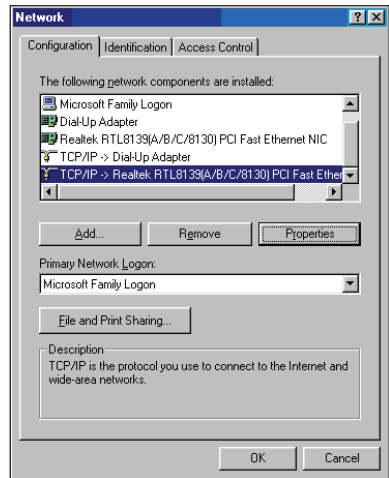 Network
Configuration Identification Access Control
The following network components are installed:
Microsoft Family Logon
Dial-Up Adapter
Realtek RTL8139(A/B/C/8130) PCI Fast Ethernet NIC
TCP/IP -> Dial-Up Adapter
TCP/IP -> Realtek RTL8139(A/B/C/8130) PCI Fast Ether
Add... Remove Properties
Primary Network Logon:
Microsoft Family Logon
File and Print Sharing...
Description
TCP/IP is the protocol you use to connect to the Internet and
wide-area networks.
OK Cancel